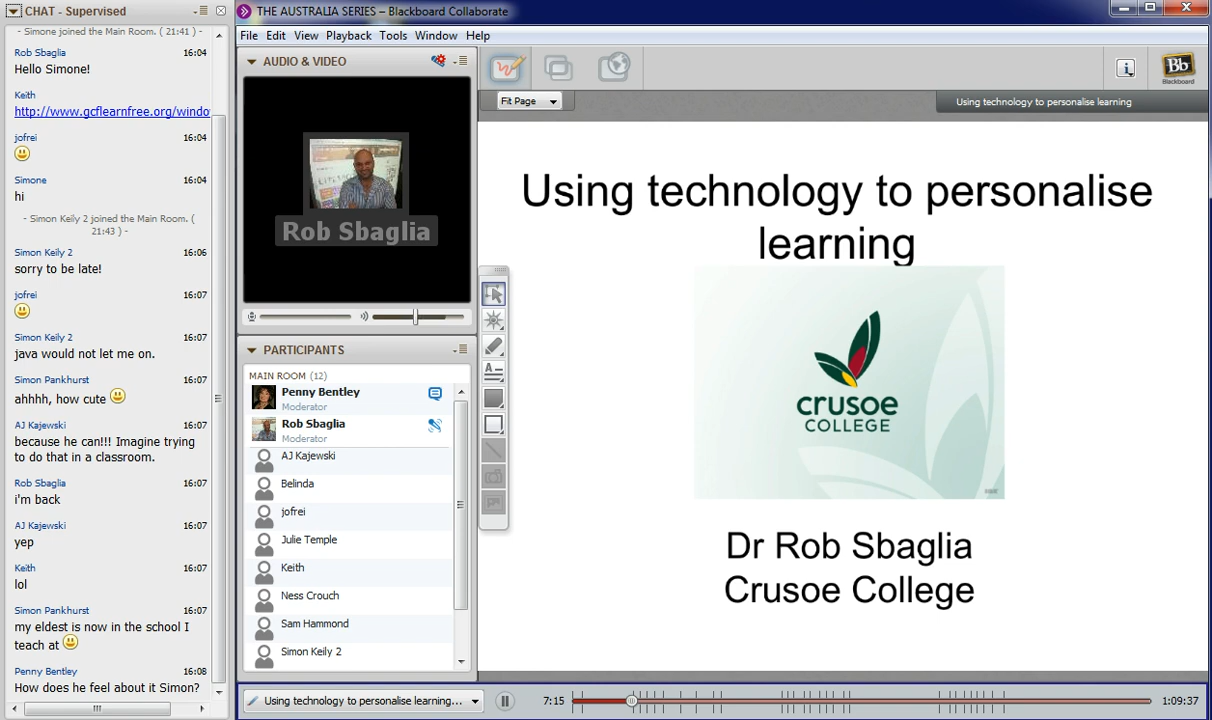 CHAT - Supervised
- Simone joined the Main Room. ( 21:41 ) -
Rob Sbaglia 16:04
Hello Simone!
Keith
http://www.gcflearnfree.org/windo
jofrei 16:04
Simone 16:04
hi
- Simon Keily 2 joined the Main Room. (
21:43 ) -
Simon Keily 2 16:06
sorry to be late!
jofrei 16:07
Simon Keily 2 16:07
java would not let me on.
Simon Pankhurst 16:07
ahhhh, how cute
AJ Kajewski 16:07
because he can!!! Imagine trying
to do that in a classroom.
Rob Sbaglia 16:07
i'm back
AJ Kajewski 16:07
yep
Keith 16:07
lol
Simon Pankhurst 16:07
my eldest is now in the school I
teach at
Penny Bentley 16:08
How does he feel about it Simon?
THE AUSTRALIA SERIES – Blackboard Collaborate
File Edit View Playback Tools Window Help
AUDIO & VIDEO
Rob Sbaglia
PARTICIPANTS
MAIN ROOM (12)
Penny Bentley
Moderator
Rob Sbaglia
Moderator
AJ Kajewski
Belinda
jofrei
Julie Temple
Keith
Ness Crouch
Sam Hammond
Simon Keily 2
Bb
Blackboard
Fit Page
Using technology to personalise learning
Using technology to personalise
learning
crusoe
COLLEGE
Dr Rob Sbaglia
Crusoe College
Using technology to personalise learning...
7:15
1:09:37